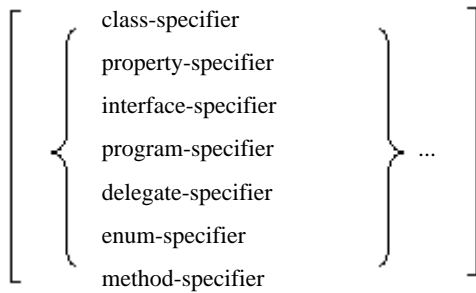 class-specifier
property-specifier
interface-specifier
program-specifier
...
delegate-specifier
enum-specifier
method-specifier